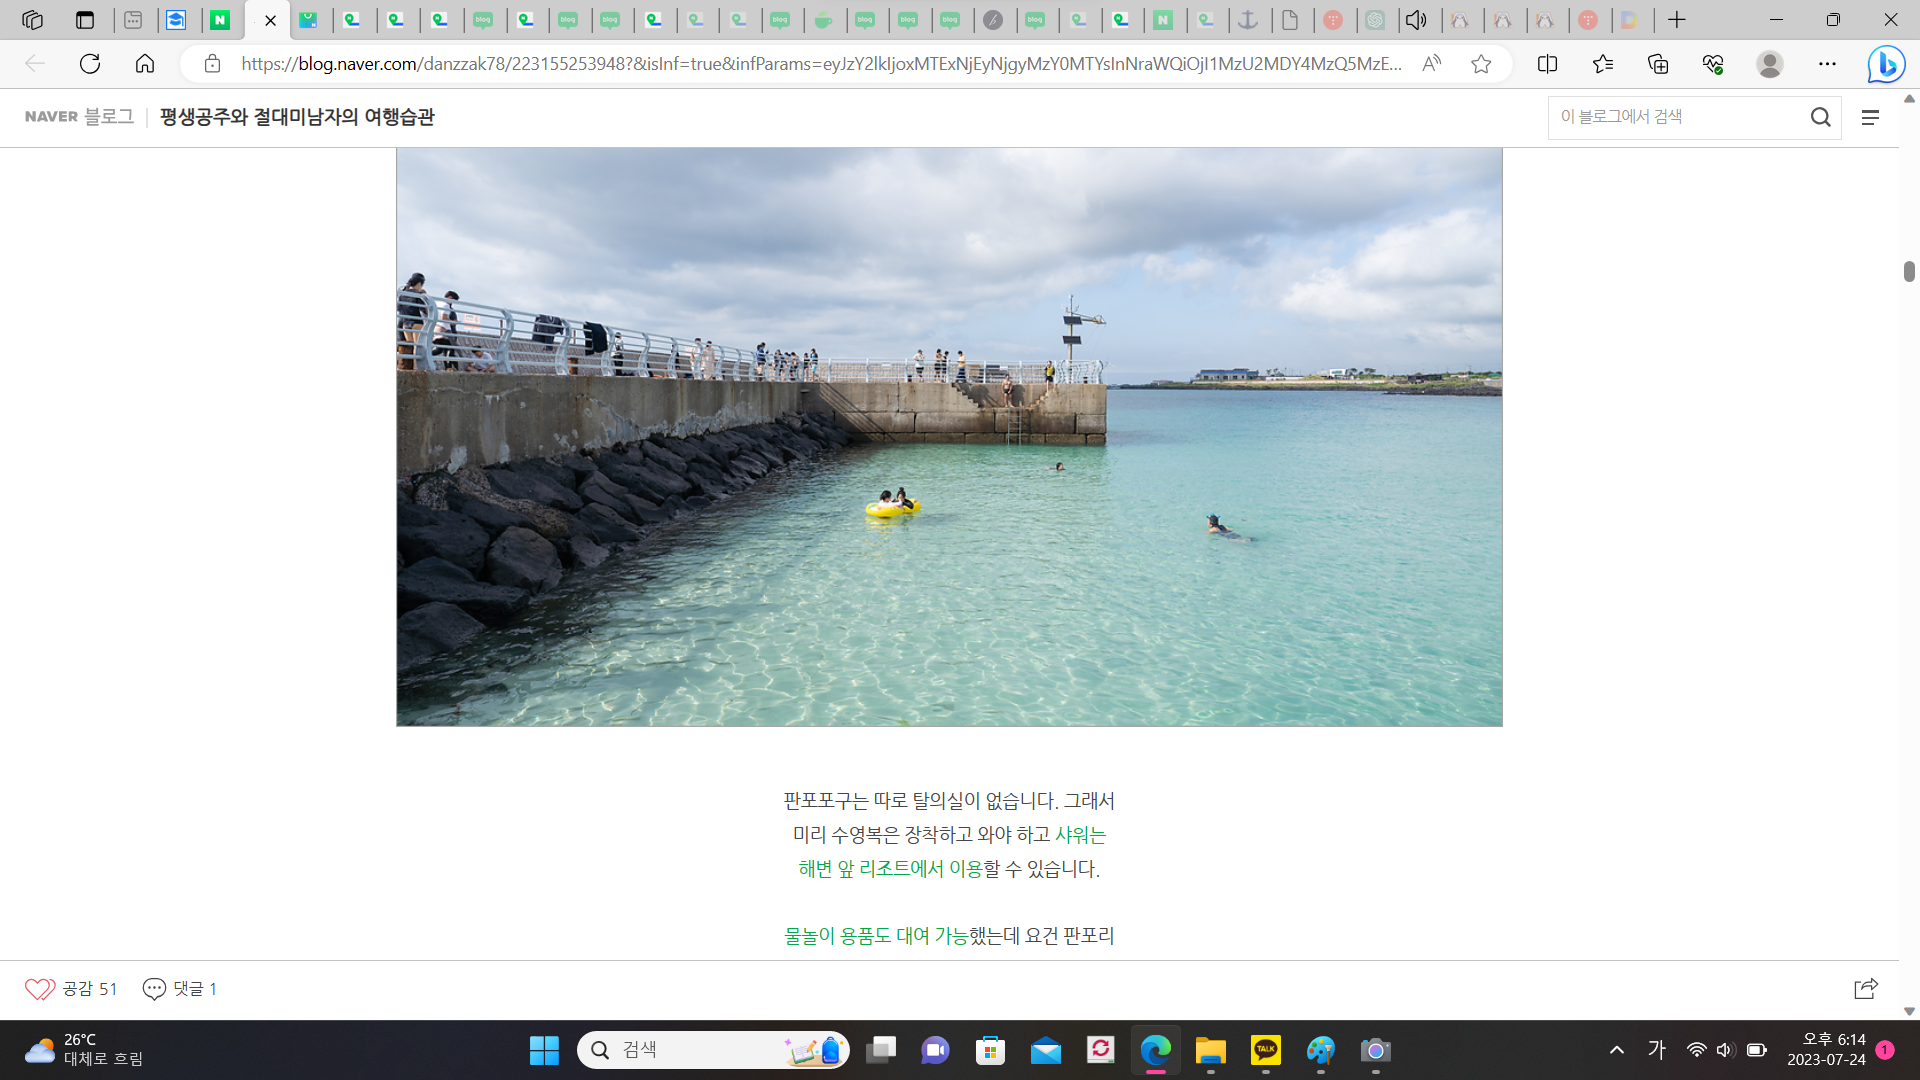 https://blog.naver.com/danzzak78/223155253948?&isInf=true&infParams=eyJzY2lkIjoxMTExNjEyNjgyMzY0MTYsInNraWQiOjI1MzU2MDY4MzQ5MzE...
NAVER 블로그 평생공주와 절대미남자의 여행습관
이 블로그에서 검색
판포포구는 따로 탈의실이 없습니다. 그래서
미리 수영복은 장착하고 와야 하고 샤워는
해변 앞 리조트에서 이용할 수 있습니다.
물놀이 용품도 대여 가능했는데 요건 판포리
공감 51 댓글 1
26°C
대체로 흐림
검색
TALK
가
오후 6:14
2023-07-24
1